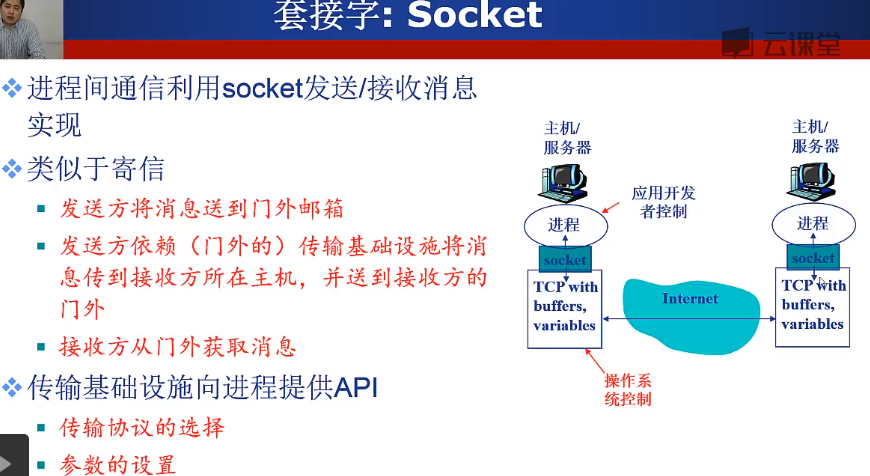 套接字: Socket
云课堂
进程间通信利用socket发送/接收消息
实现
类似于寄信
发送方将消息送到门外邮箱
发送方依赖（门外的）传输基础设施将消
息传到接收方所在主机，并送到接收方的
门外
接收方从门外获取消息
传输基础设施向进程提供API
传输协议的选择
参数的设置
主机/
服务器
进程
socket
TCP with
buffers,
variables
应用开发
者控制
Internet
操作系
统控制
主机/
服务器
进程
socket
TCP with
buffers,
variables